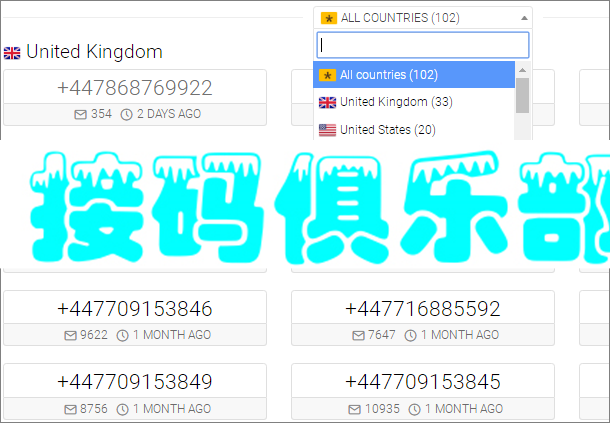 ALL COUNTRIES (102)
United Kingdom
All countries (102)
United Kingdom (33)
United States (20)
+447868769922
354 2 DAYS AGO
接码俱乐部
+447709153846
+447716885592
9622 1 MONTH AGO
7647 1 MONTH AGO
+447709153849
+447709153845
8756 1 MONTH AGO
10935 1 MONTH AGO